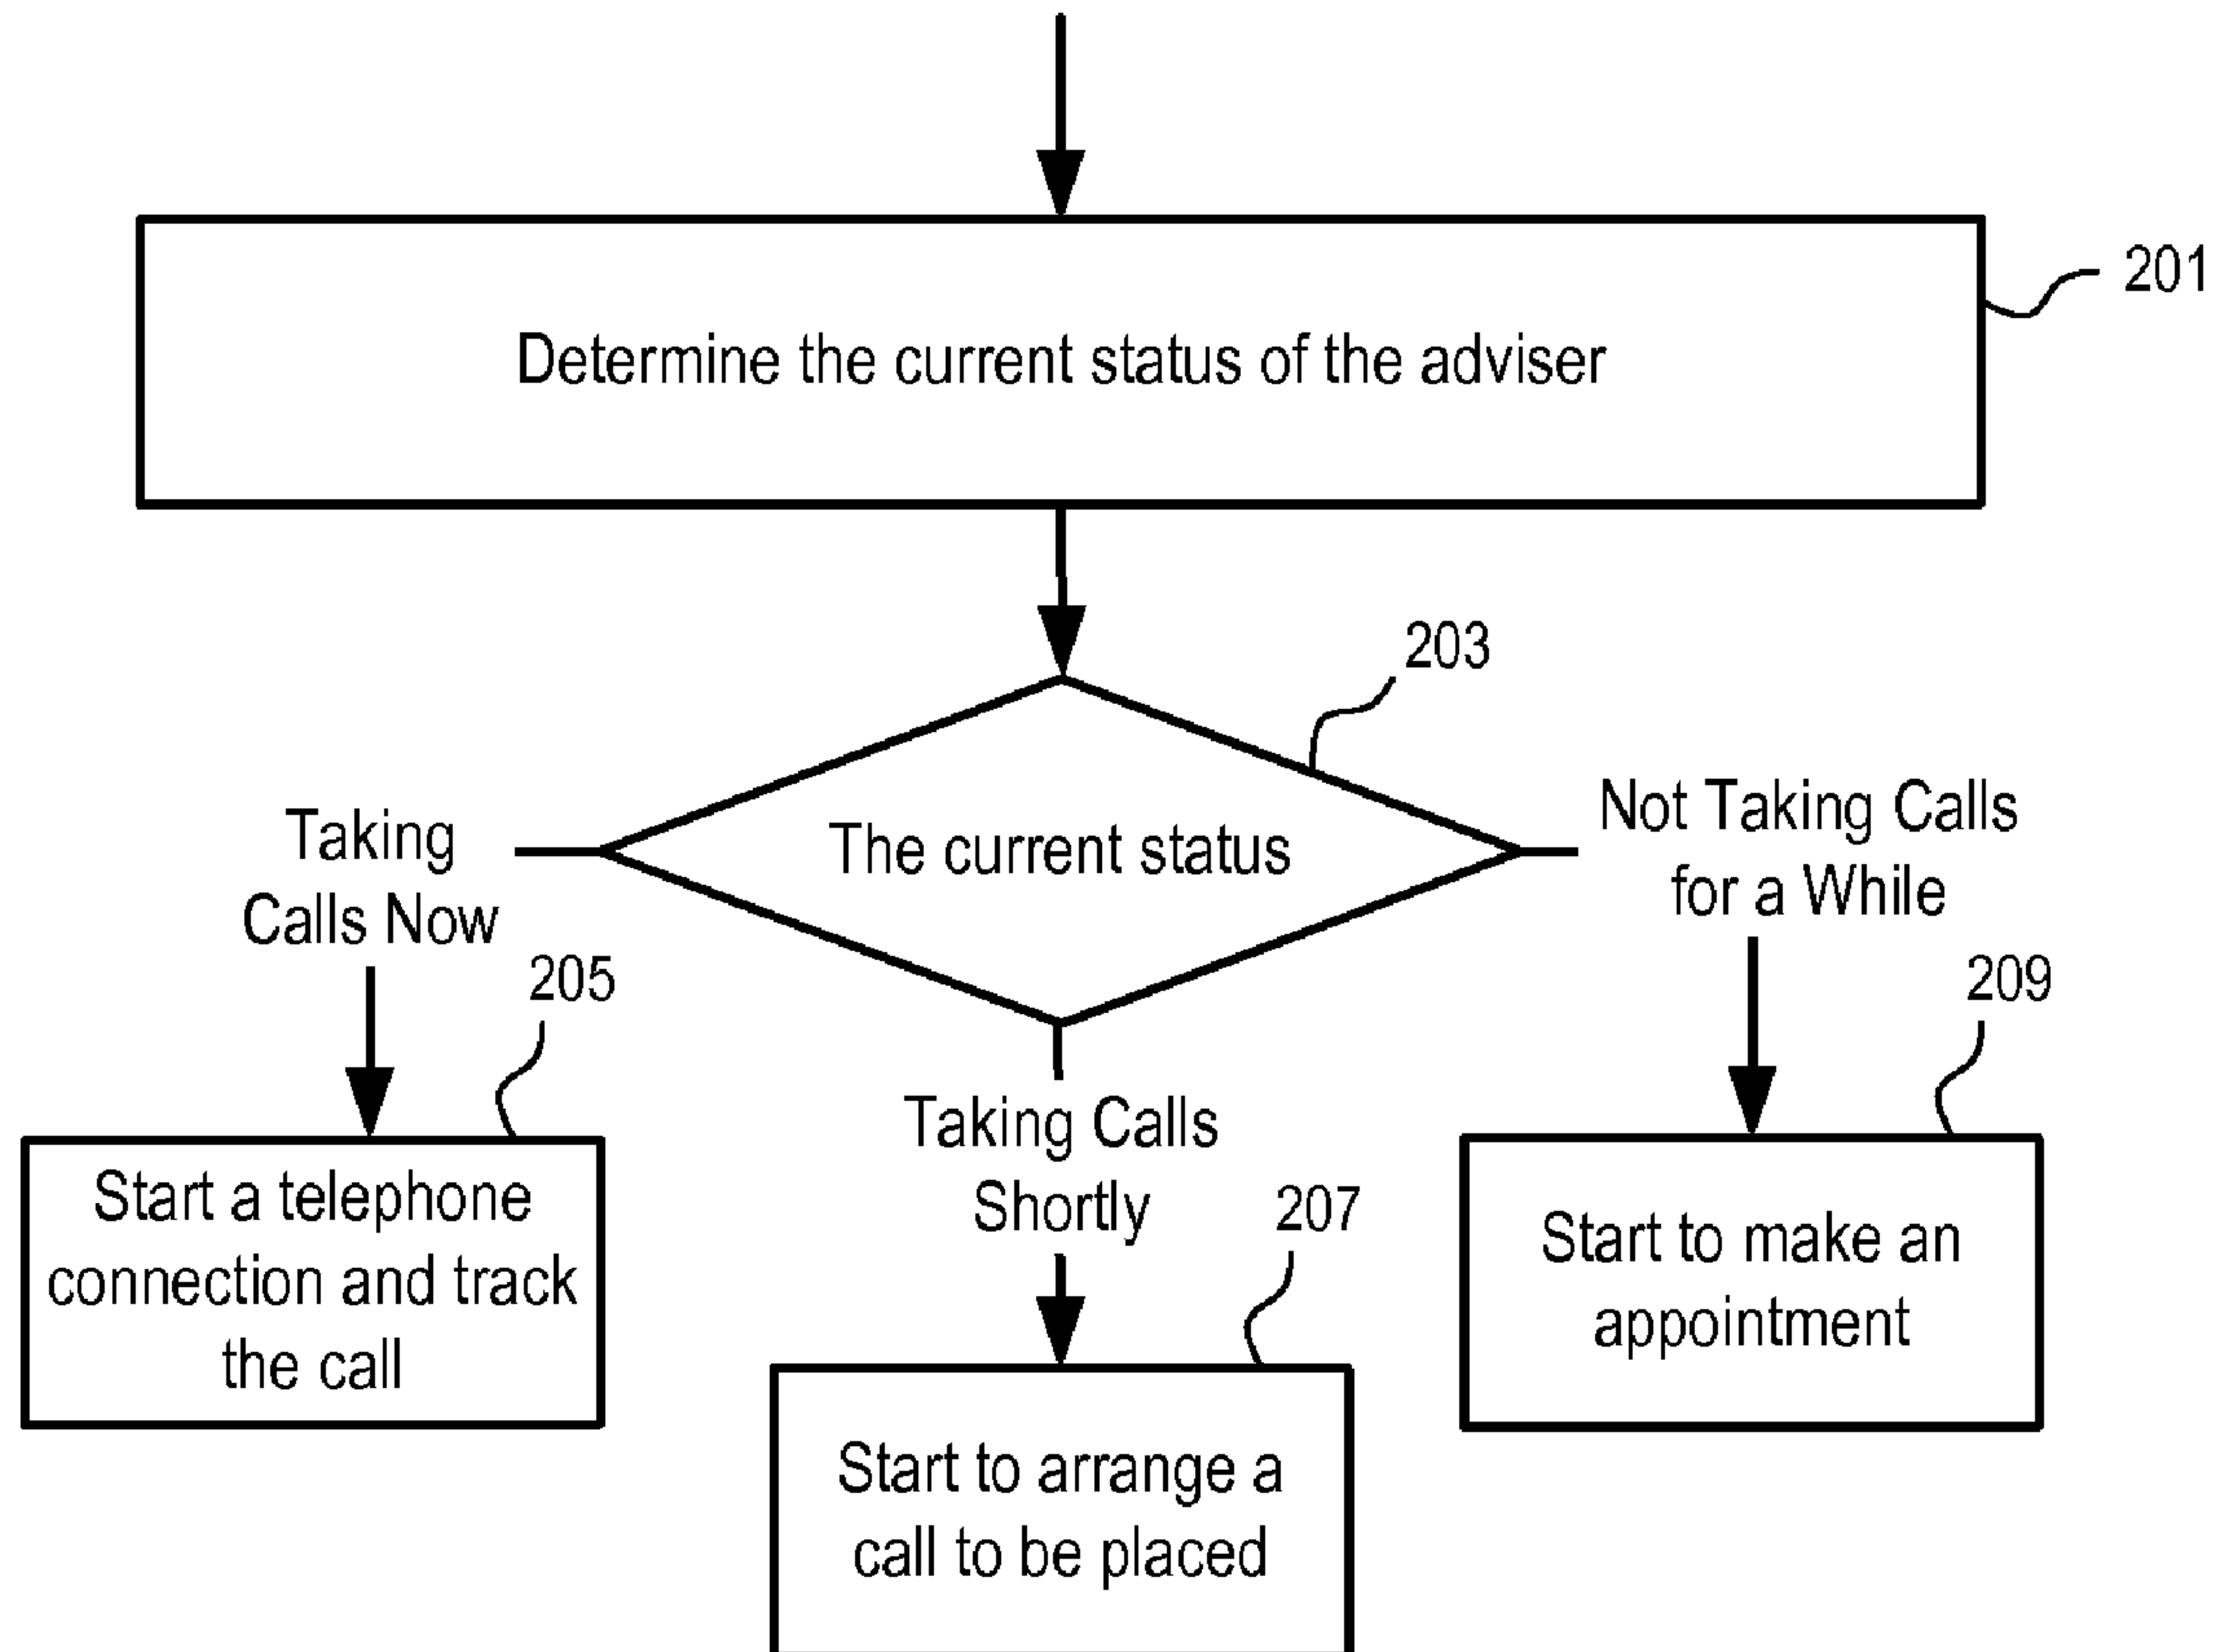 201
Determine the current status of the adviser
203
The current status
Taking
Calls Now
Not Taking Calls
for a While
205
209
Taking Calls
Shortly
207
Start a telephone
connection and track
the call
Start to make an
appointment
Start to arrange a
call to be placed